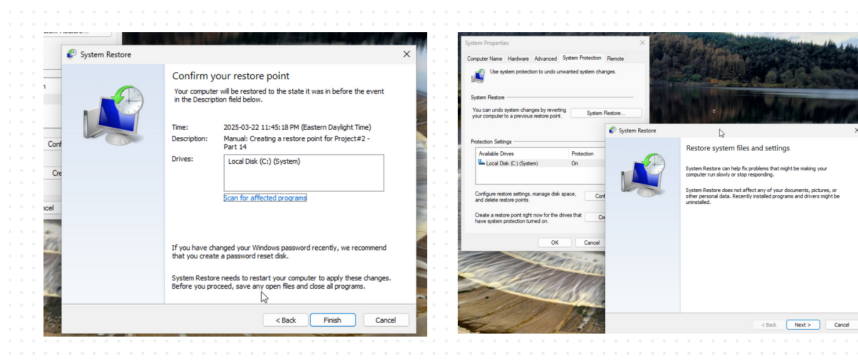 System Restore
Confirm your restore point
Your computer will be restored to the state it was in before the event
in the Description field below.
Time: 2025-03-22 11:45:18 PM (Eastern Daylight Time)
Description: Manual: Creating a restore point for Project#2 -
Part 14
Drives:
Local Disk (C:) (System)
Scan for affected programs
If you have changed your Windows password recently, we recommend
that you create a password reset disk.
System Restore needs to restart your computer to apply these changes.
Before you proceed, save any open files and close all programs.
< Back Finish Cancel
System Properties
Computer Name Hardware Advanced System Protection Remote
Use system protection to undo unwanted system changes.
System Restore
You can undo system changes by reverting
your computer to a previous restore point.
System Restore...
Protection Settings
Available Drives Protection
Local Disk (C:) (System) On
Configure restore settings, manage disk space,
and delete restore points.
Create a restore point right now for the drives that
have system protection turned on.
OK Cancel
System Restore
Restore system files and settings
System Restore can help fix problems that might be making your
computer run slowly or stop responding.
System Restore does not affect any of your documents, pictures, or
other personal data. Recently installed programs and drivers might be
uninstalled.
< Back Next > Cancel